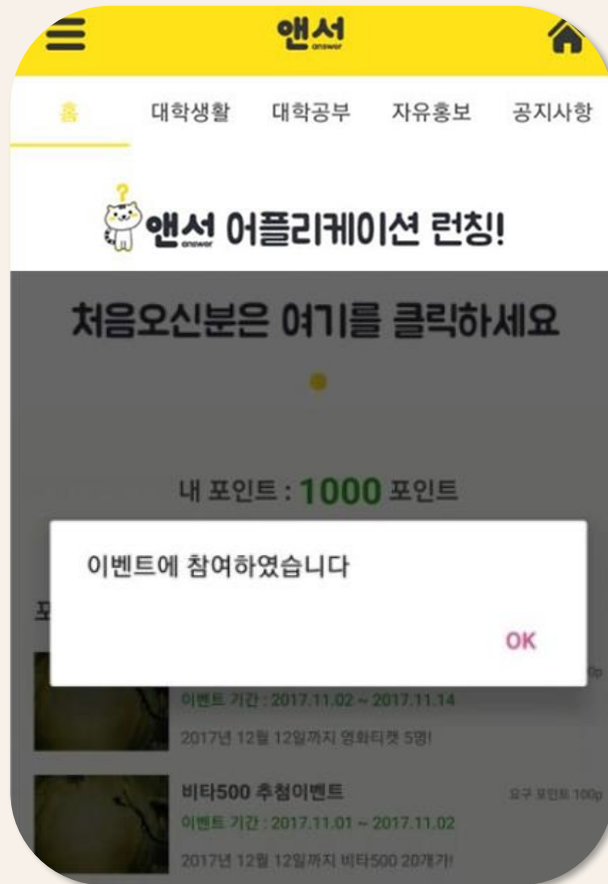 앤서
answer
홈 대학생활 대학공부 자유홍보 공지사항
?
앤서 어플리케이션 런칭!
answer
처음오신분은 여기를 클릭하세요
내 포인트 : 1000 포인트
이벤트에 참여하였습니다
OK
이벤트 기간 : 2017.11.02 ~ 2017.11.14
2017년 12월 12일까지 영화티켓 5명!
비타500 추첨이벤트 요구 포인트 100p
이벤트 기간 : 2017.11.01 ~ 2017.11.02
2017년 12월 12일까지 비타500 20개가!